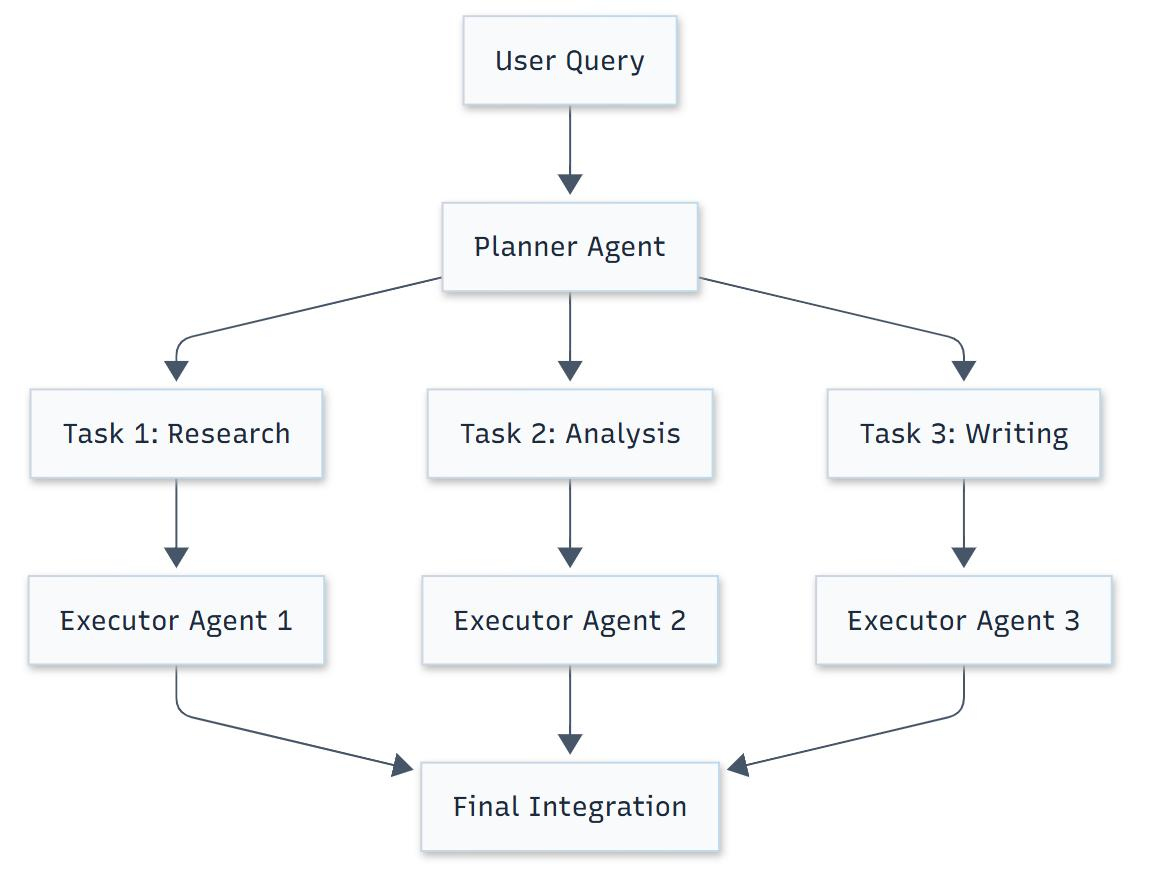 User Query
Planner Agent
Task 1: Research
Task 2: Analysis
Task 3: Writing
Executor Agent 1
Executor Agent 2
Executor Agent 3
Final Integration